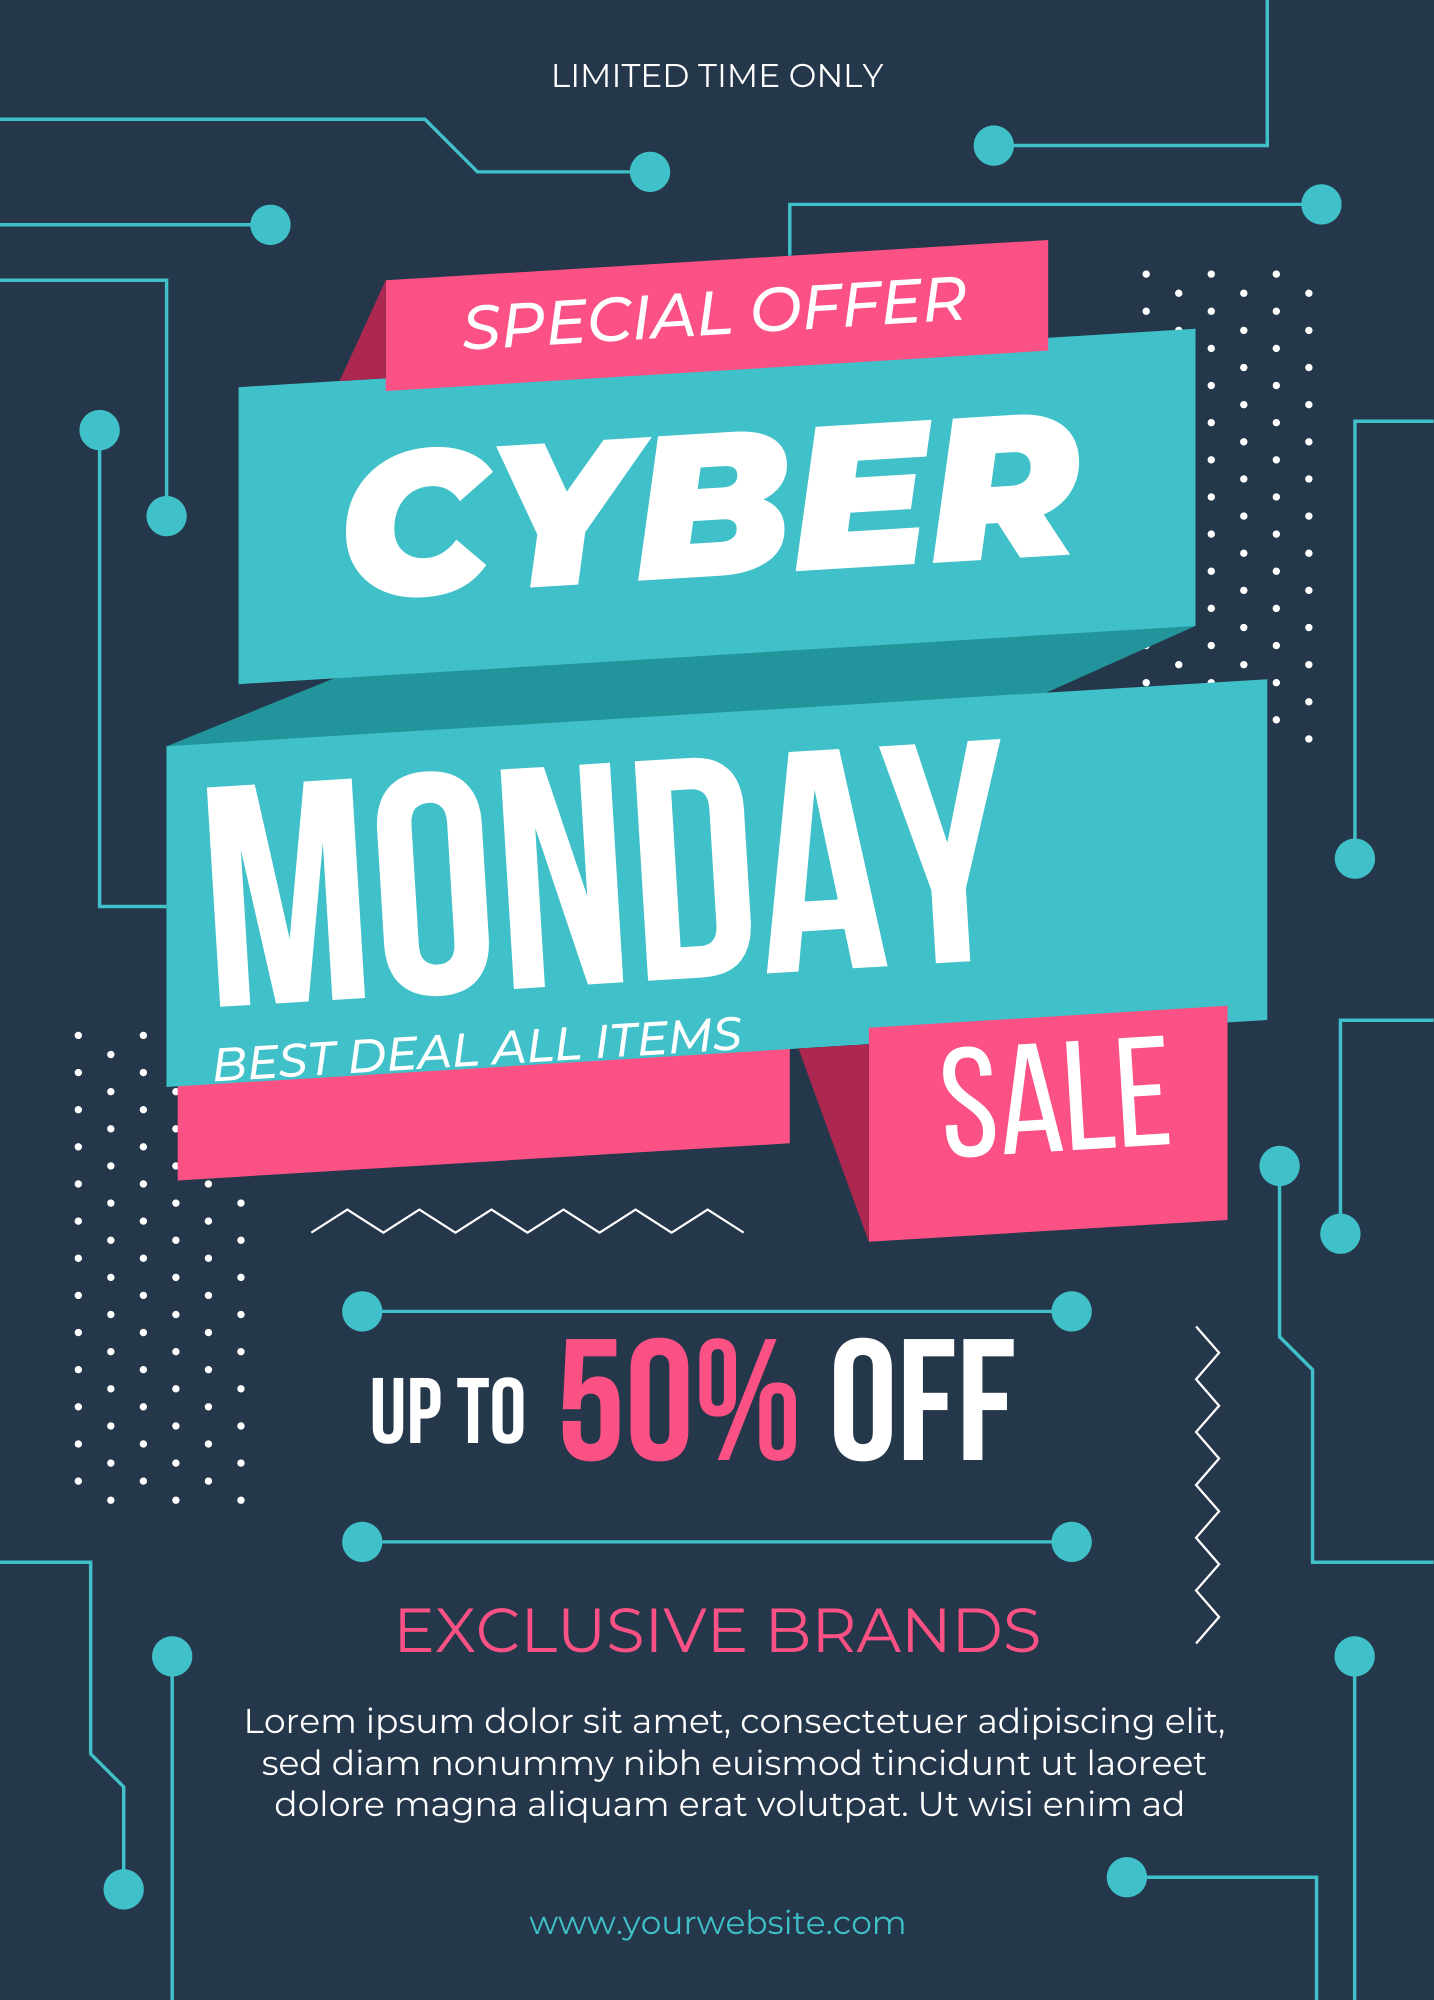 LIMITED TIME ONLY
SPECIAL OFFER
CYBER
MONDAY
BEST DEAL ALL ITEMS
SALE
UP TO 50% OFF
EXCLUSIVE BRANDS
Lorem ipsum dolor sit amet, consectetuer adipiscing elit,
sed diam nonummy nibh euismod tincidunt ut laoreet
dolore magna aliquam erat volutpat. Ut wisi enim ad
www.yourwebsite.com